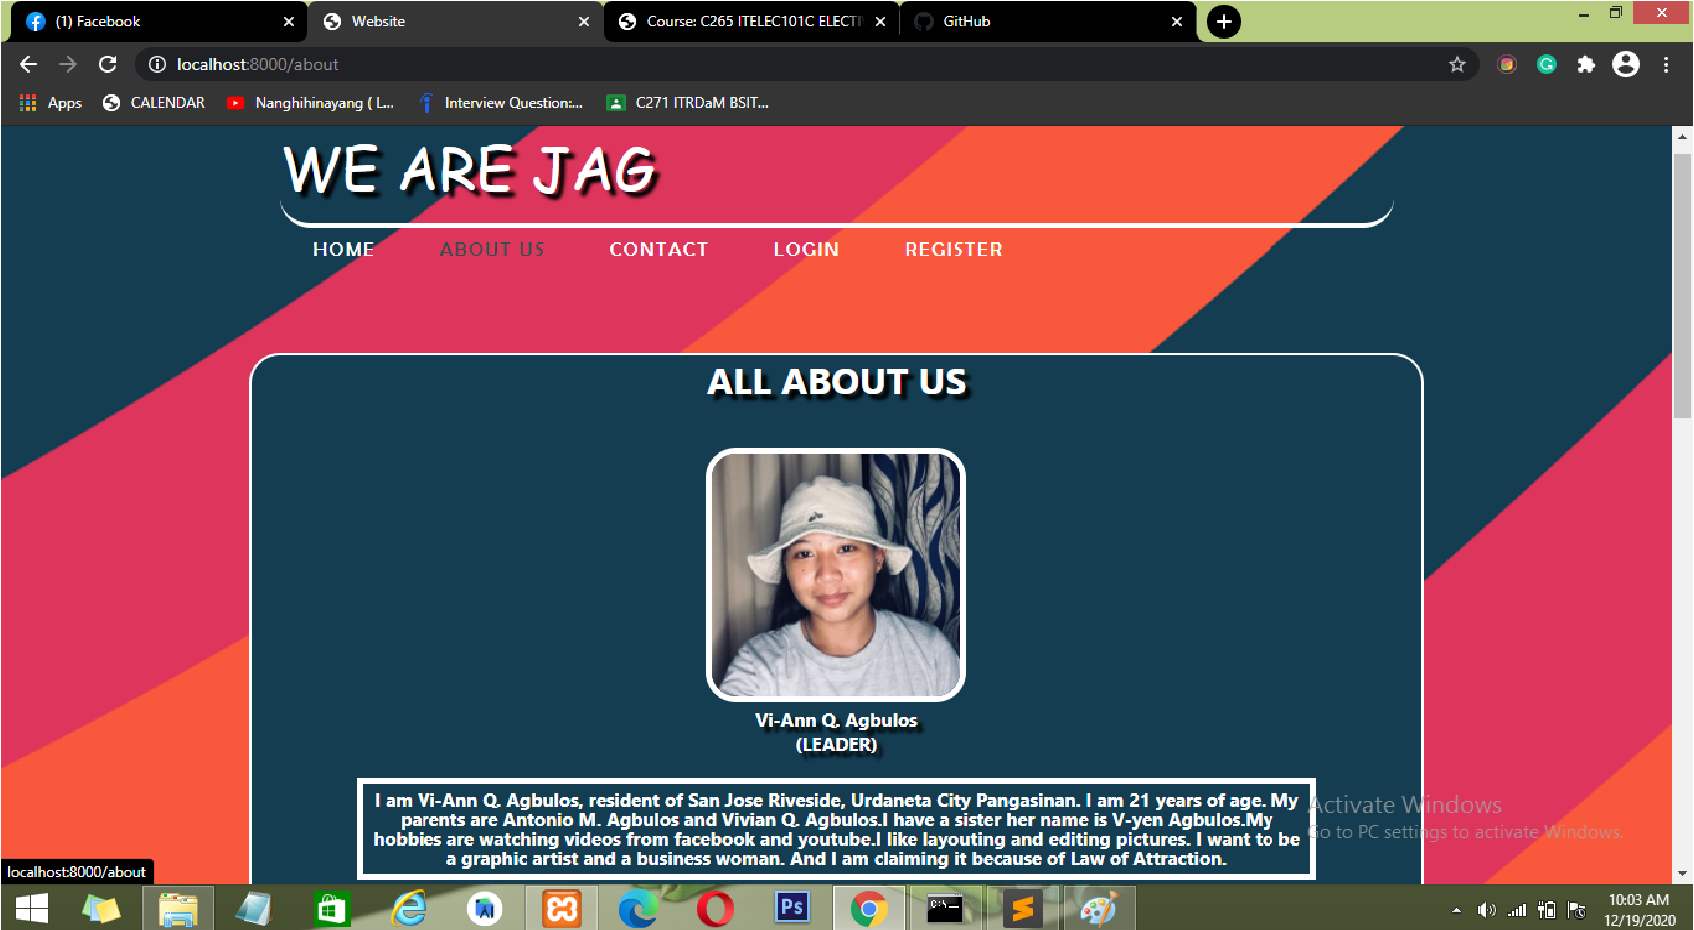 (1) Facebook
Website
Course: C265 ITELEC101C ELECTI
GitHub
localhost:8000/about
Apps
CALENDAR
Nanghihinayang ( L...
Interview Question:...
C271 ITRDaM BSIT...
WE ARE JAG
HOME
ABOUT US
CONTACT
LOGIN
REGISTER
ALL ABOUT US
Vi-Ann Q. Agbulos
(LEADER)
I am Vi-Ann Q. Agbulos, resident of San Jose Riveside, Urdaneta City Pangasinan. I am 21 years of age. My
parents are Antonio M. Agbulos and Vivian Q. Agbulos.I have a sister her name is V-yen Agbulos.My
hobbies are watching videos from facebook and youtube.I like layouting and editing pictures. I want to be
a graphic artist and a business woman. And I am claiming it because of Law of Attraction.
Activate Windows
Go to PC settings to activate Windows.
localhost:8000/about
Ps
C:\_
10:03 AM
12/19/2020